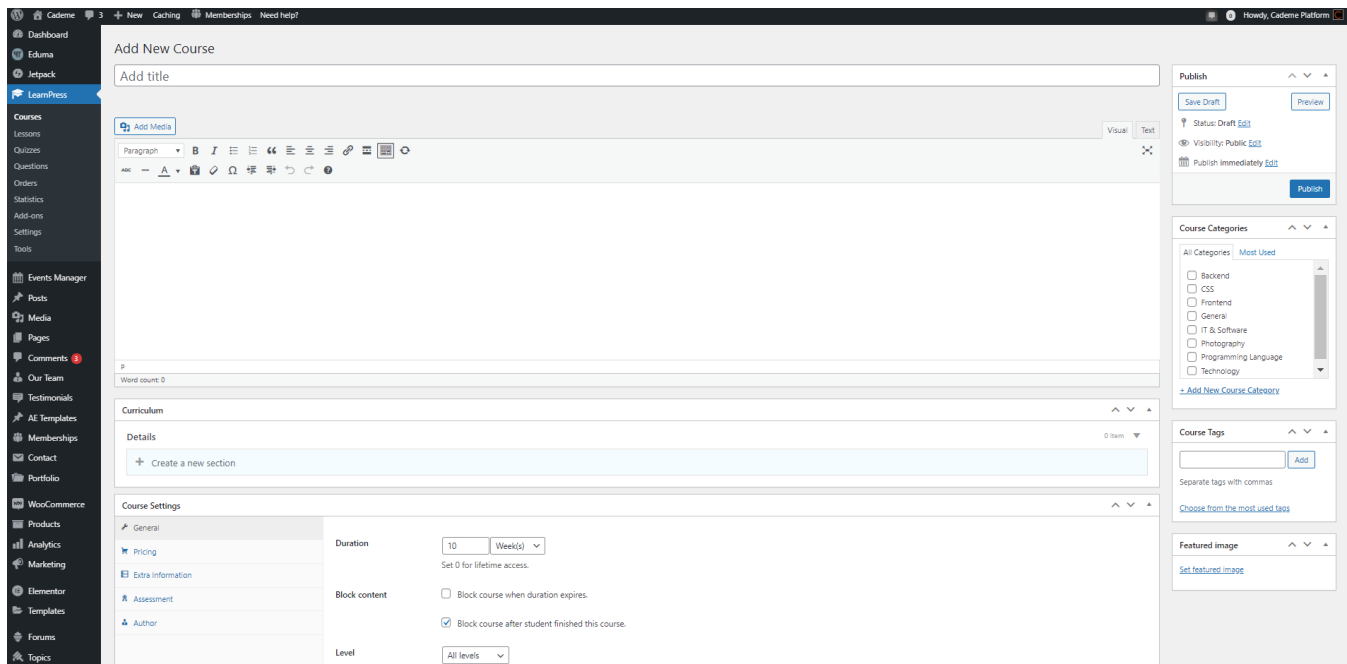 Cademe 3 New Caching Memberships Need help? 0 Howdy, Cademe Platform
Dashboard
Eduma
Jetpack
LearnPress
Courses
Lessons
Quizzes
Questions
Orders
Statistics
Add-ons
Settings
Tools
Events Manager
Posts
Media
Pages
Comments 3
Our Team
Testimonials
AE Templates
Memberships
Contact
Portfolio
WooCommerce
Products
Analytics
Marketing
Elementor
Templates
Forums
Topics
Add New Course
Add title
Add Media
Visual Text
Paragraph B I
ABC A Ω
P
Word count: 0
Curriculum
Details 0 Item
+ Create a new section
Course Settings
General
Pricing
Extra Information
Assessment
Author
Duration 10 Week(s)
Set 0 for lifetime access.
Block content Block course when duration expires.
Block course after student finished this course.
Level All levels
Publish
Save Draft Preview
Status: Draft Edit
Visibility: Public Edit
Publish immediately Edit
Publish
Course Categories
All Categories Most Used
Backend
CSS
Frontend
General
IT & Software
Photography
Programming Language
Technology
+ Add New Course Category
Course Tags
Add
Separate tags with commas
Choose from the most used tags
Featured image
Set featured image